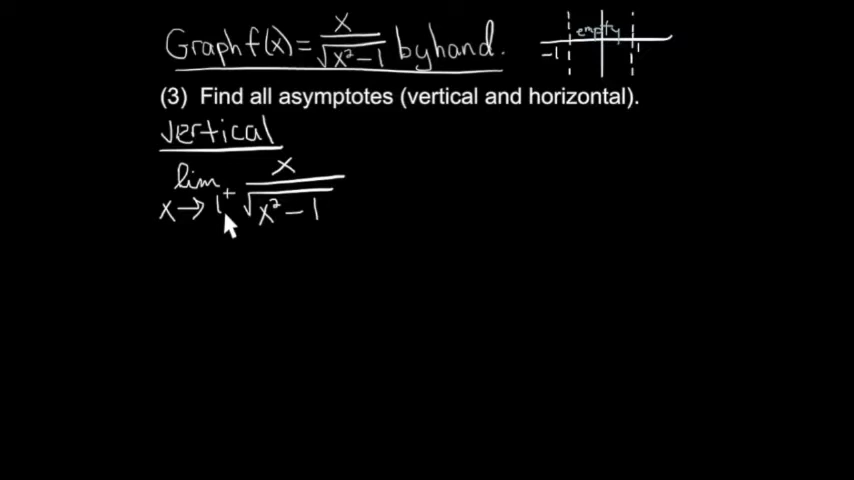 Graph f(x) = x/√(x²-1) by hand.
empty
-1 1
(3) Find all asymptotes (vertical and horizontal).
vertical
lim x→1⁺ x/√(x²-1)